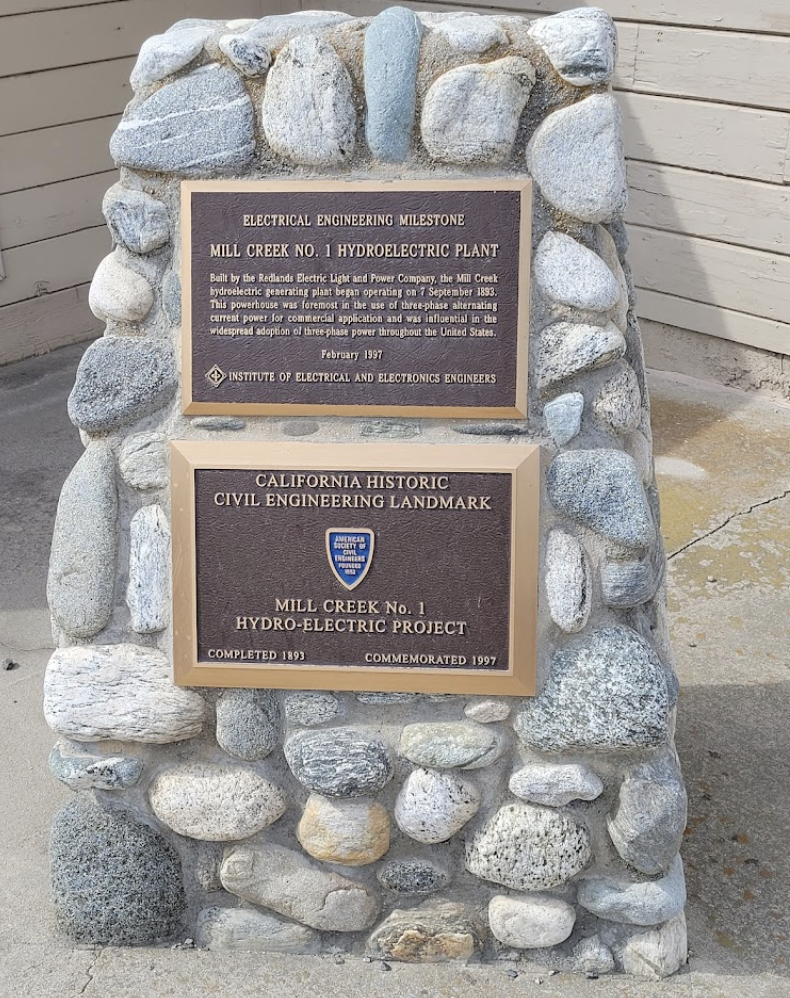 ELECTRICAL ENGINEERING MILESTONE
MILL CREEK NO. 1 HYDROELECTRIC PLANT
Built by the Redlands Electric Light and Power Company, the Mill Creek
hydroelectric generating plant began operating on 7 September 1893.
This powerhouse was foremost in the use of three-phase alternating
current power for commercial application and was influential in the
widespread adoption of three-phase power throughout the United States.
February 1997
INSTITUTE OF ELECTRICAL AND ELECTRONICS ENGINEERS
CALIFORNIA HISTORIC
CIVIL ENGINEERING LANDMARK
AMERICAN
SOCIETY OF
CIVIL
ENGINEERS
FOUNDED
1852
MILL CREEK No. 1
HYDRO-ELECTRIC PROJECT
COMPLETED 1893 COMMEMORATED 1997